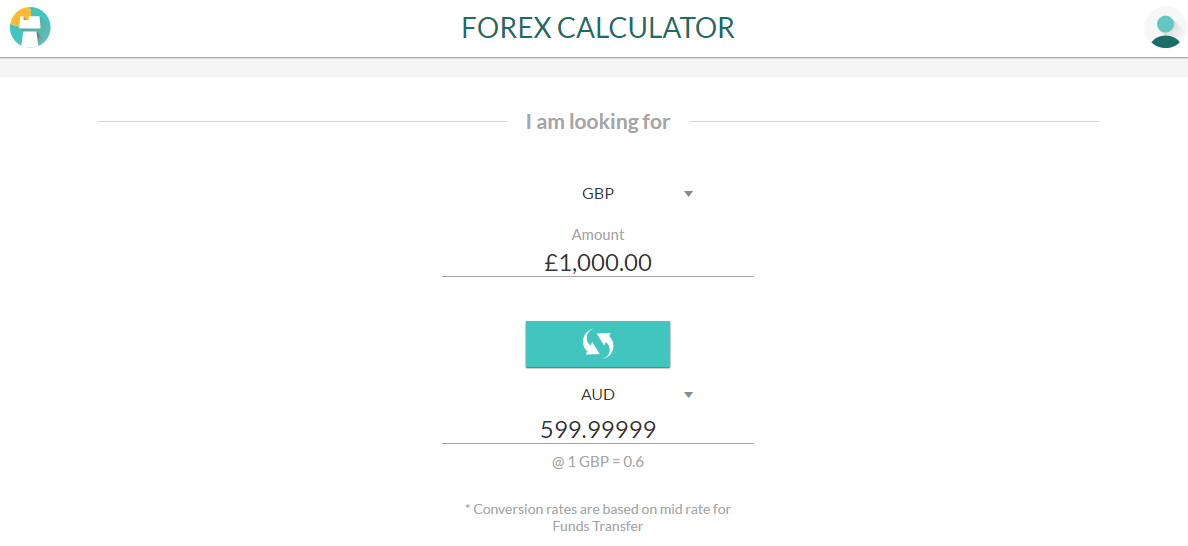 FOREX CALCULATOR
I am looking for
GBP
Amount
£1,000.00
AUD
599.99999
@ 1 GBP = 0.6
* Conversion rates are based on mid rate for
Funds Transfer